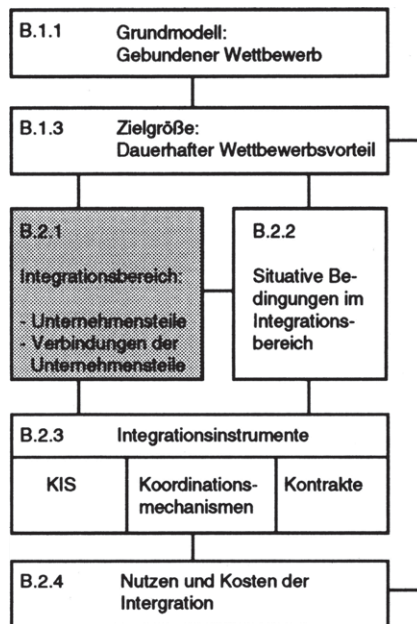 B.1.1 Grundmodell:
Gebundener Wettbewerb
B.1.3 Zielgröße:
Dauerhafter Wettbewerbsvorteil
B.2.1
Integrationsbereich:
- Unternehmensteile
- Verbindungen der
Unternehmensteile
B.2.2
Situative Be-
dingungen im
Integrations-
bereich
B.2.3 Integrationsinstrumente
KIS
Koordinations-
mechanismen
Kontrakte
B.2.4 Nutzen und Kosten der
Intergration